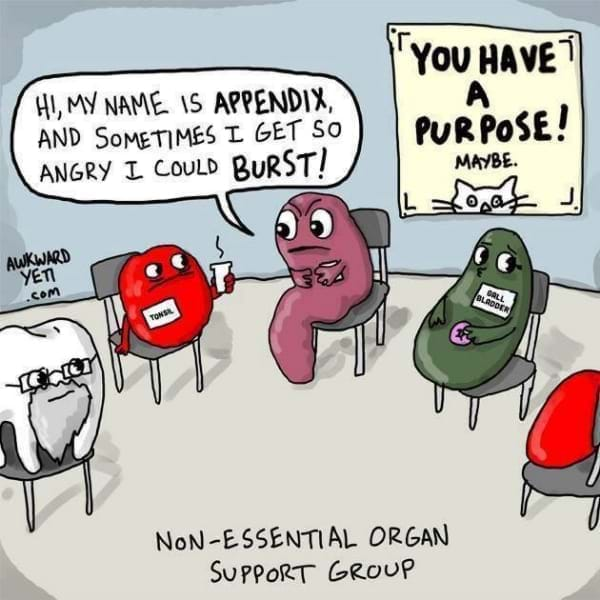 HI, MY NAME IS APPENDIX,
AND SOMETIMES I GET SO
ANGRY I COULD BURST!
YOU HAVE
A
PURPOSE!
MAYBE.
AWKWARD
YETI
.COM
TONSIL
GALL
BLADDER
NON-ESSENTIAL ORGAN
SUPPORT GROUP